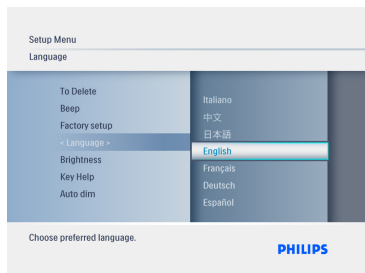 Setup Menu
Language
To Delete
Beep
Factory setup
< Language >
Brightness
Key Help
Auto dim
Italiano
中文
日本語
English
Français
Deutsch
Español
Choose preferred language.
PHILIPS